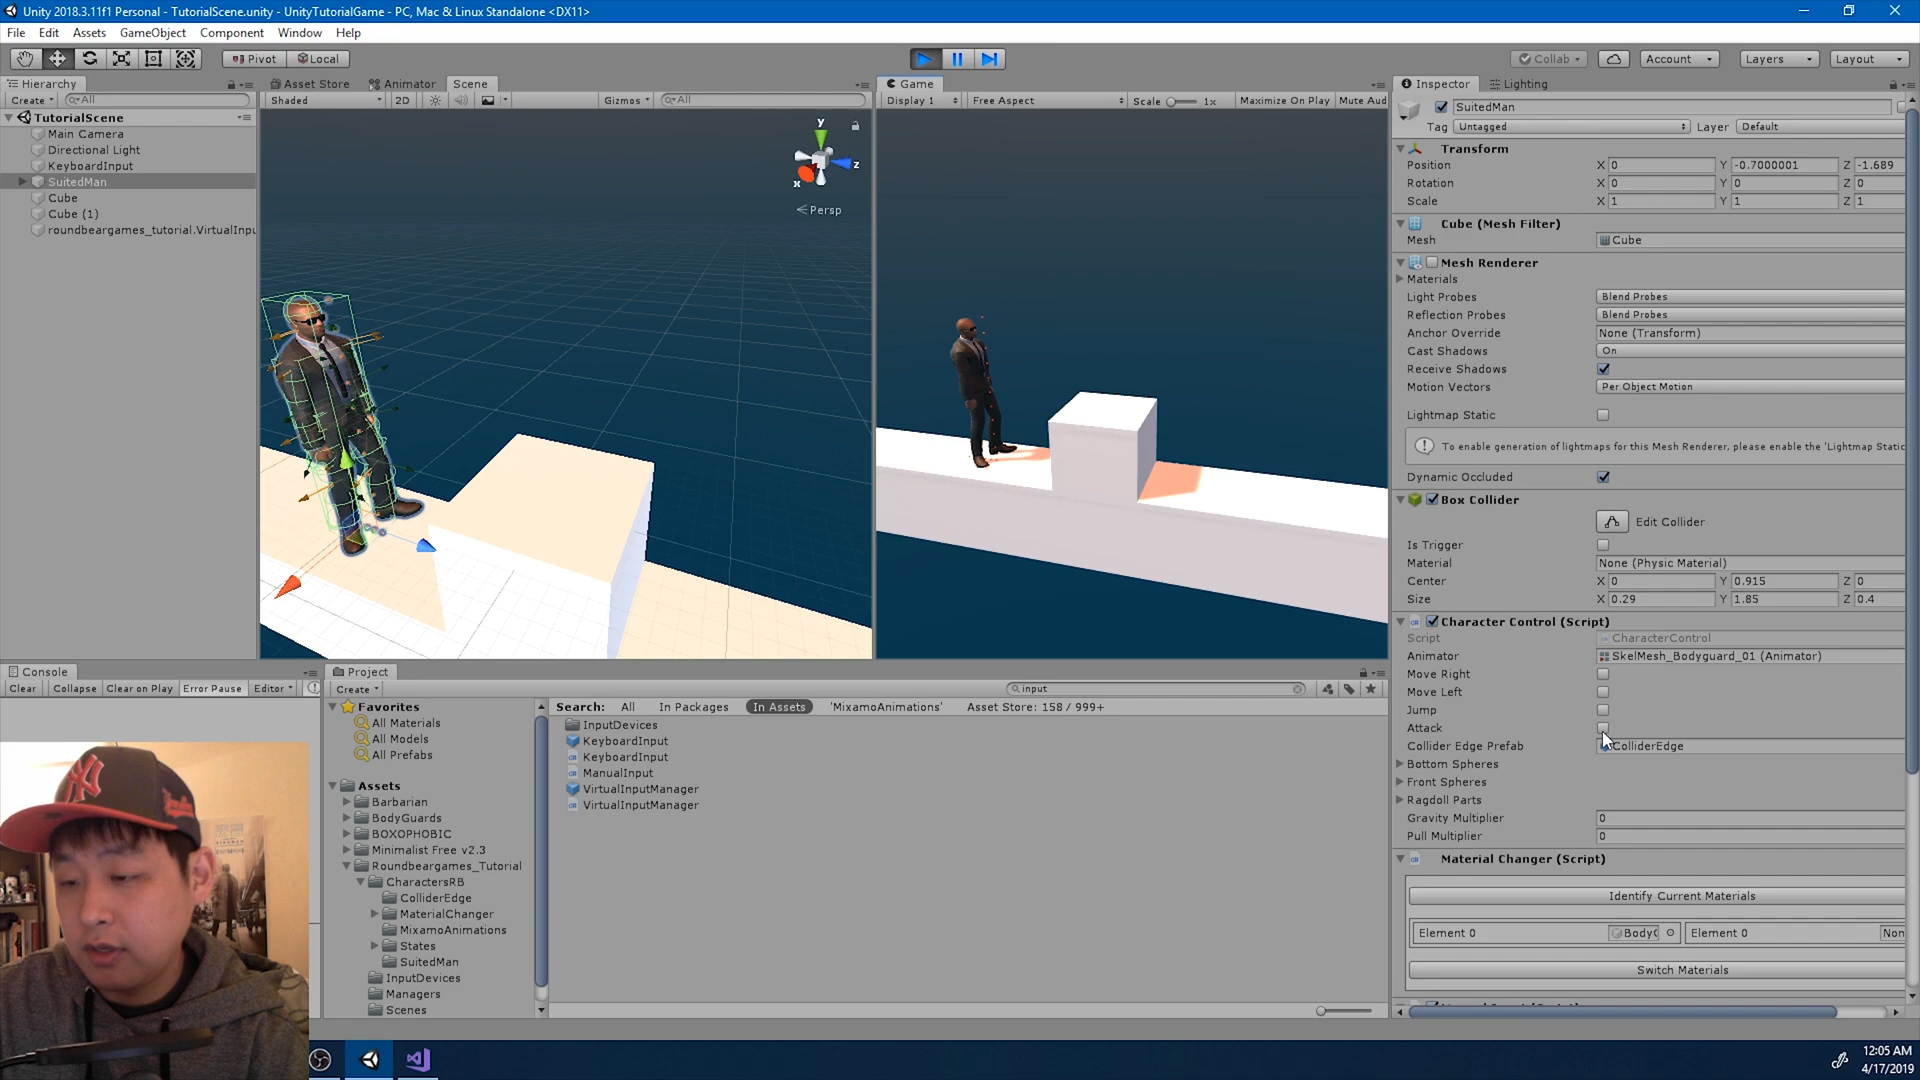 Unity 2018.3.11f1 Personal - TutorialScene.unity - UnityTutorialGame - PC, Mac & Linux Standalone <DX11>
File Edit Assets GameObject Component Window Help
Pivot Local Collab Account Layers Layout
Hierarchy
Create All
TutorialScene
Main Camera
Directional Light
KeyboardInput
SuitedMan
Cube
Cube (1)
roundbeargames_tutorial.VirtualInpu
Asset Store Animator Scene
Shaded 2D Gizmos All
y
z
x
Persp
Game
Display 1 Free Aspect Scale 1x Maximize On Play Mute Aud
Inspector Lighting
SuitedMan
Tag Untagged Layer Default
Transform
Position X 0 Y -0.7000001 Z -1.689
Rotation X 0 Y 0 Z 0
Scale X 1 Y 1 Z 1
Cube (Mesh Filter)
Mesh Cube
Mesh Renderer
Materials
Light Probes Blend Probes
Reflection Probes Blend Probes
Anchor Override None (Transform)
Cast Shadows On
Receive Shadows
Motion Vectors Per Object Motion
Lightmap Static
To enable generation of lightmaps for this Mesh Renderer, please enable the 'Lightmap Static
Dynamic Occluded
Box Collider
Edit Collider
Is Trigger
Material None (Physic Material)
Center X 0 Y 0.915 Z 0
Size X 0.29 Y 1.85 Z 0.4
Character Control (Script)
Script CharacterControl
Animator SkelMesh_Bodyguard_01 (Animator)
Move Right
Move Left
Jump
Attack
Collider Edge Prefab ColliderEdge
Bottom Spheres
Front Spheres
Ragdoll Parts
Gravity Multiplier 0
Pull Multiplier 0
Material Changer (Script)
Identify Current Materials
Element 0 Body Element 0 Non
Switch Materials
Console
Clear Collapse Clear on Play Error Pause Editor
Project
Create input
Favorites
All Materials
All Models
All Prefabs
Assets
Barbarian
BodyGuards
BOXOPHOBIC
Minimalist Free v2.3
Roundbeargames_Tutorial
CharactersRB
ColliderEdge
MaterialChanger
MixamoAnimations
States
SuitedMan
InputDevices
Managers
Scenes
Search: All In Packages In Assets 'MixamoAnimations' Asset Store: 158 / 999+
InputDevices
KeyboardInput
KeyboardInput
ManualInput
VirtualInputManager
VirtualInputManager
12:05 AM
4/17/2019